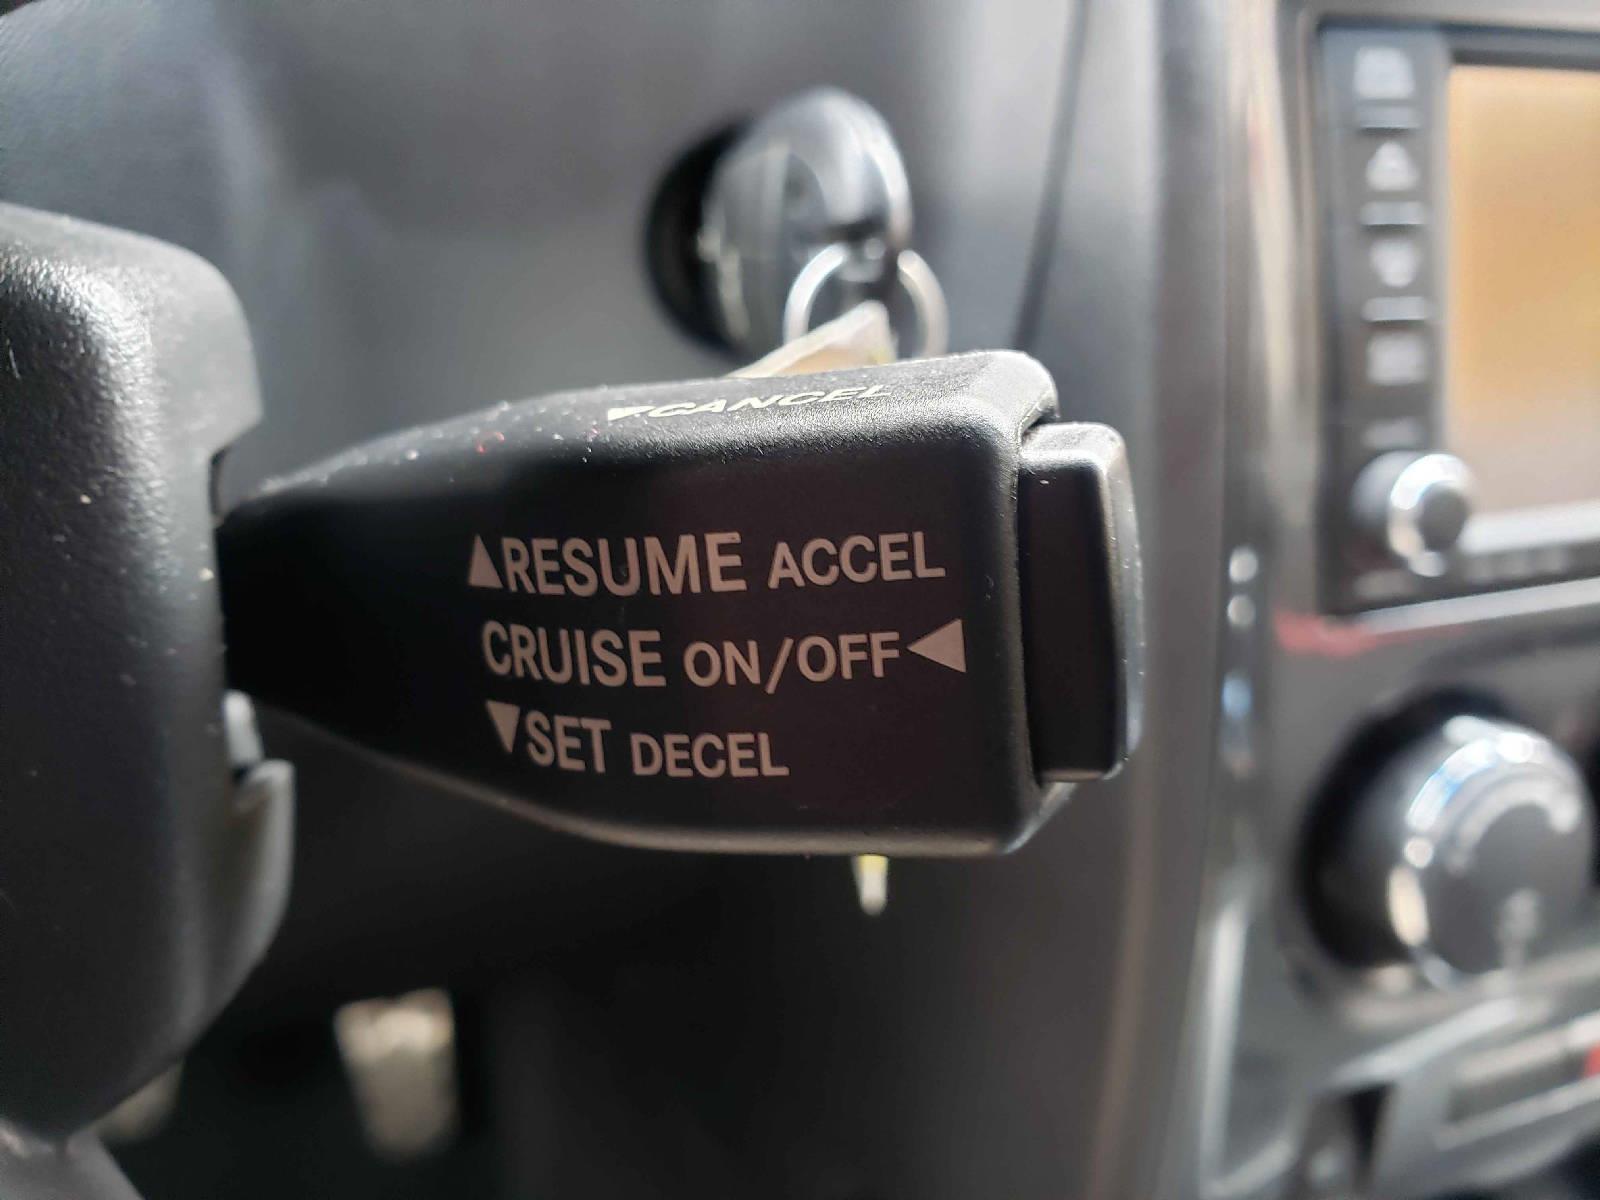 ▼CANCEL
▲RESUME ACCEL
CRUISE ON/OFF◀
▼SET DECEL